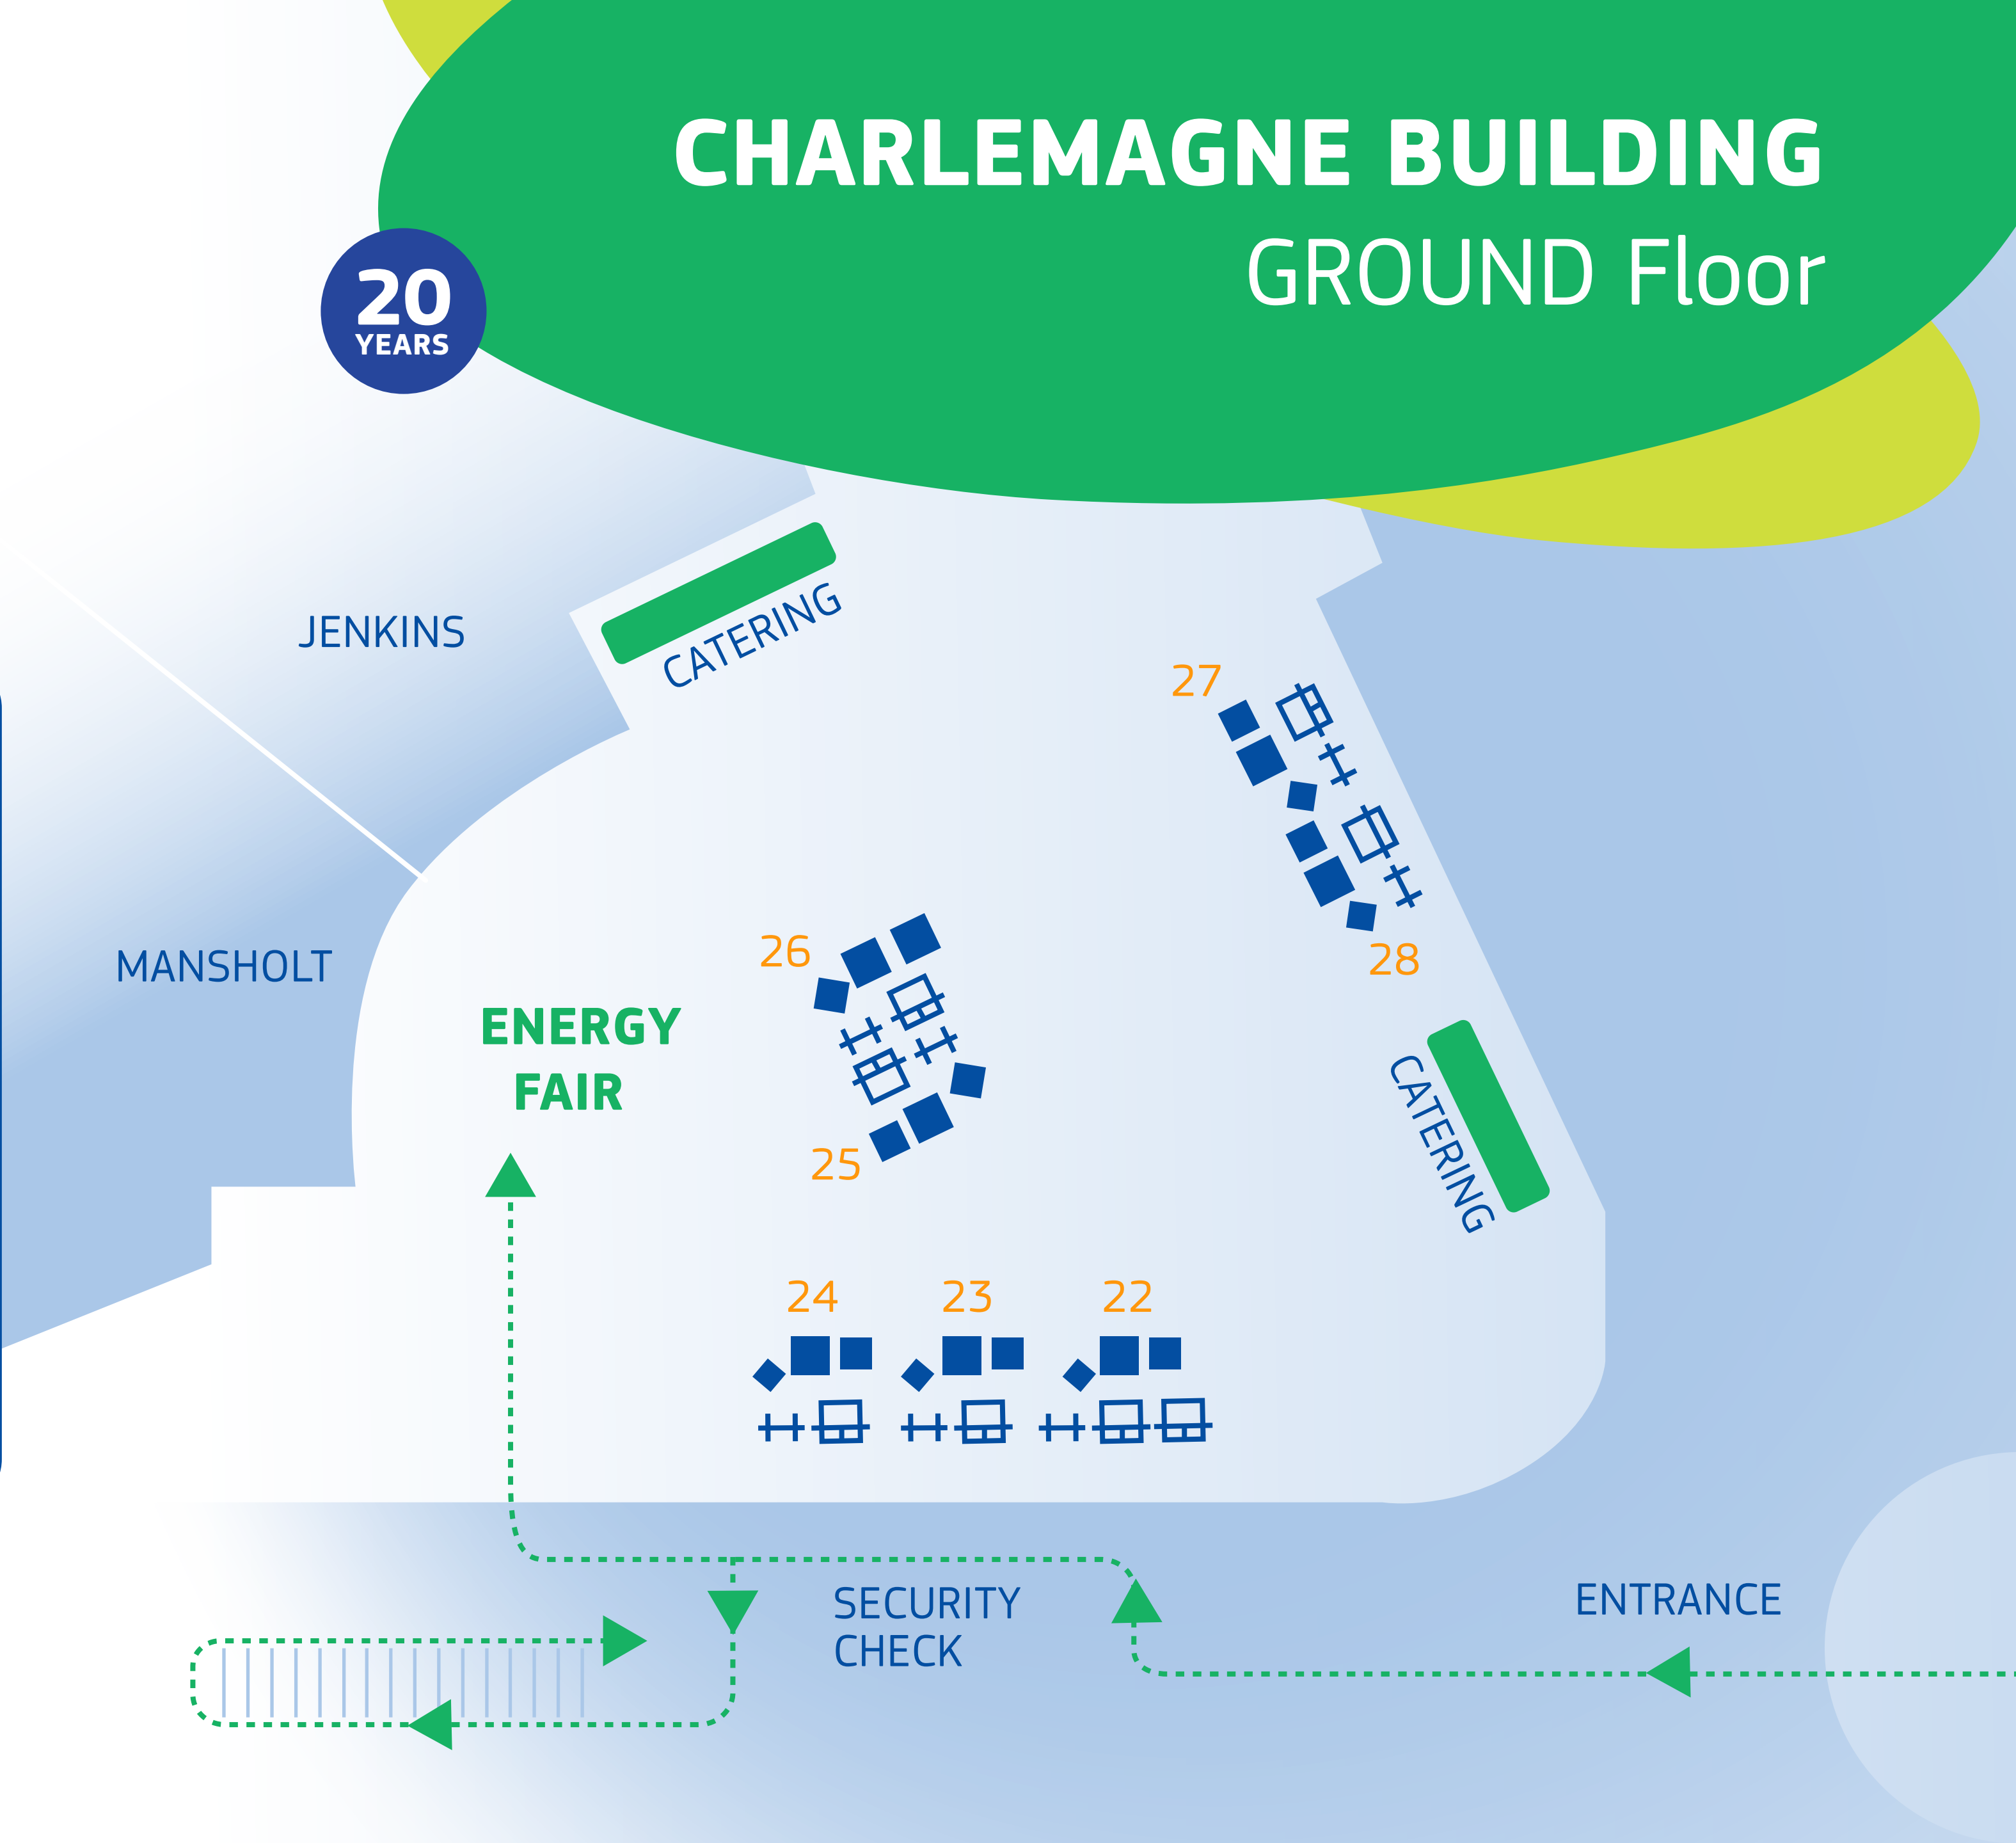 CHARLEMAGNE BUILDING
GROUND Floor
20
YEARS
JENKINS
CATERING
27
MANSHOLT
26
28
ENERGY
FAIR
CATERING
25
24
23
22
SECURITY
CHECK
ENTRANCE